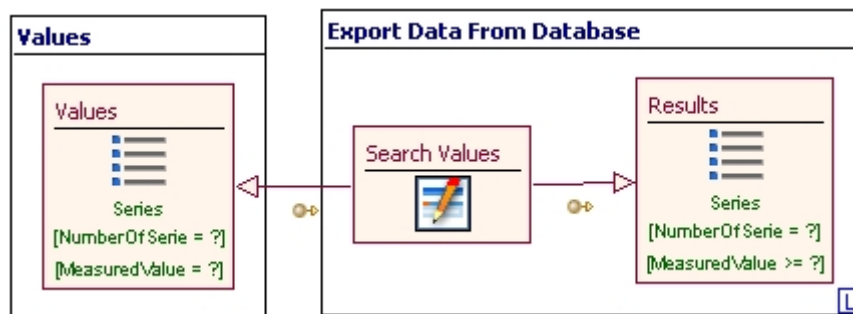 Values
Values
Series
[NumberOfSerie = ?]
[MeasuredValue = ?]
Export Data From Database
Search Values
Results
Series
[NumberOfSerie = ?]
[MeasuredValue >= ?]
L